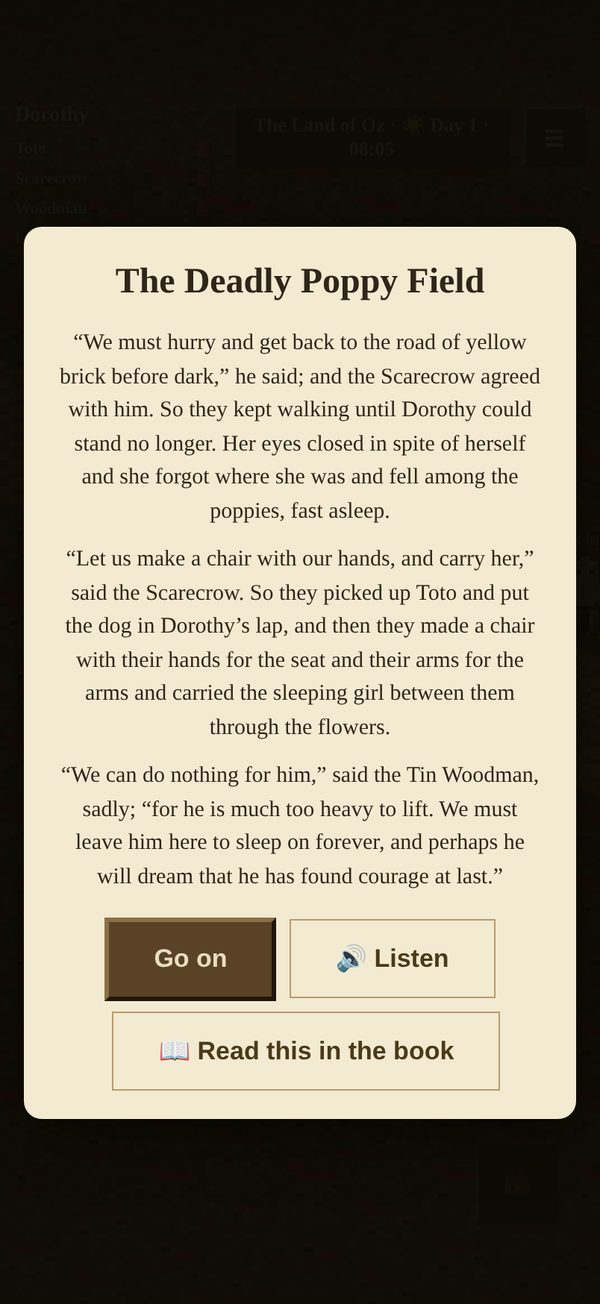 Dorothy
The Land of Oz · ☀️ Day 1 ·
08:05
☰
Toto
Scarecrow
Woodman
The Deadly Poppy Field
“We must hurry and get back to the road of yellow
brick before dark,” he said; and the Scarecrow agreed
with him. So they kept walking until Dorothy could
stand no longer. Her eyes closed in spite of herself
and she forgot where she was and fell among the
poppies, fast asleep.
“Let us make a chair with our hands, and carry her,”
said the Scarecrow. So they picked up Toto and put
the dog in Dorothy’s lap, and then they made a chair
with their hands for the seat and their arms for the
arms and carried the sleeping girl between them
through the flowers.
“We can do nothing for him,” said the Tin Woodman,
sadly; “for he is much too heavy to lift. We must
leave him here to sleep on forever, and perhaps he
will dream that he has found courage at last.”
Go on
🔊 Listen
📖 Read this in the book